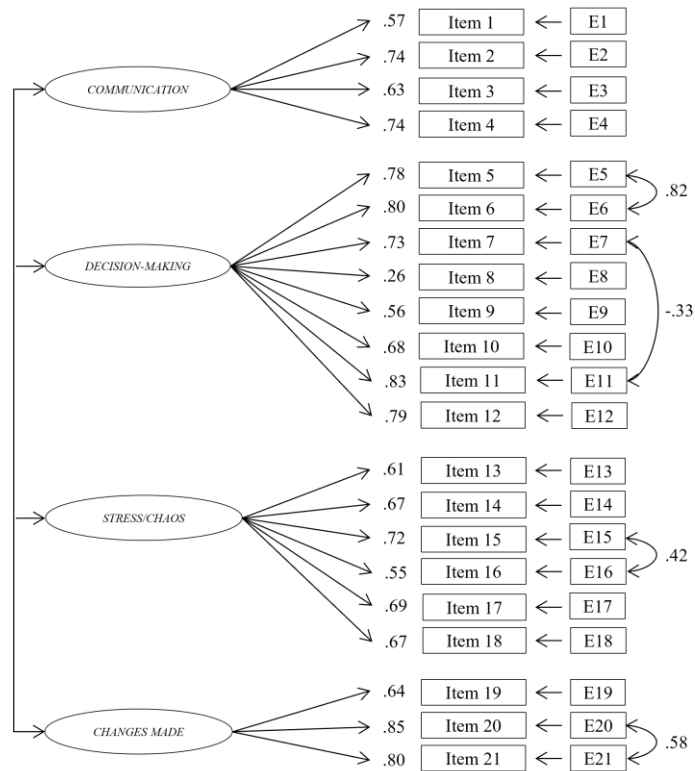 .57 Item 1 E1
.74 Item 2 E2
COMMUNICATION
.63 Item 3 E3
.74 Item 4 E4
.78 Item 5 E5
.82
.80 Item 6 E6
.73 Item 7 E7
DECISION-MAKING
.26 Item 8 E8
.56 Item 9 E9
-.33
.68 Item 10 E10
.83 Item 11 E11
.79 Item 12 E12
.61 Item 13 E13
.67 Item 14 E14
STRESS/CHAOS
.72 Item 15 E15
.42
.55 Item 16 E16
.69 Item 17 E17
.67 Item 18 E18
.64 Item 19 E19
.85 Item 20 E20
CHANGES MADE
.58
.80 Item 21 E21